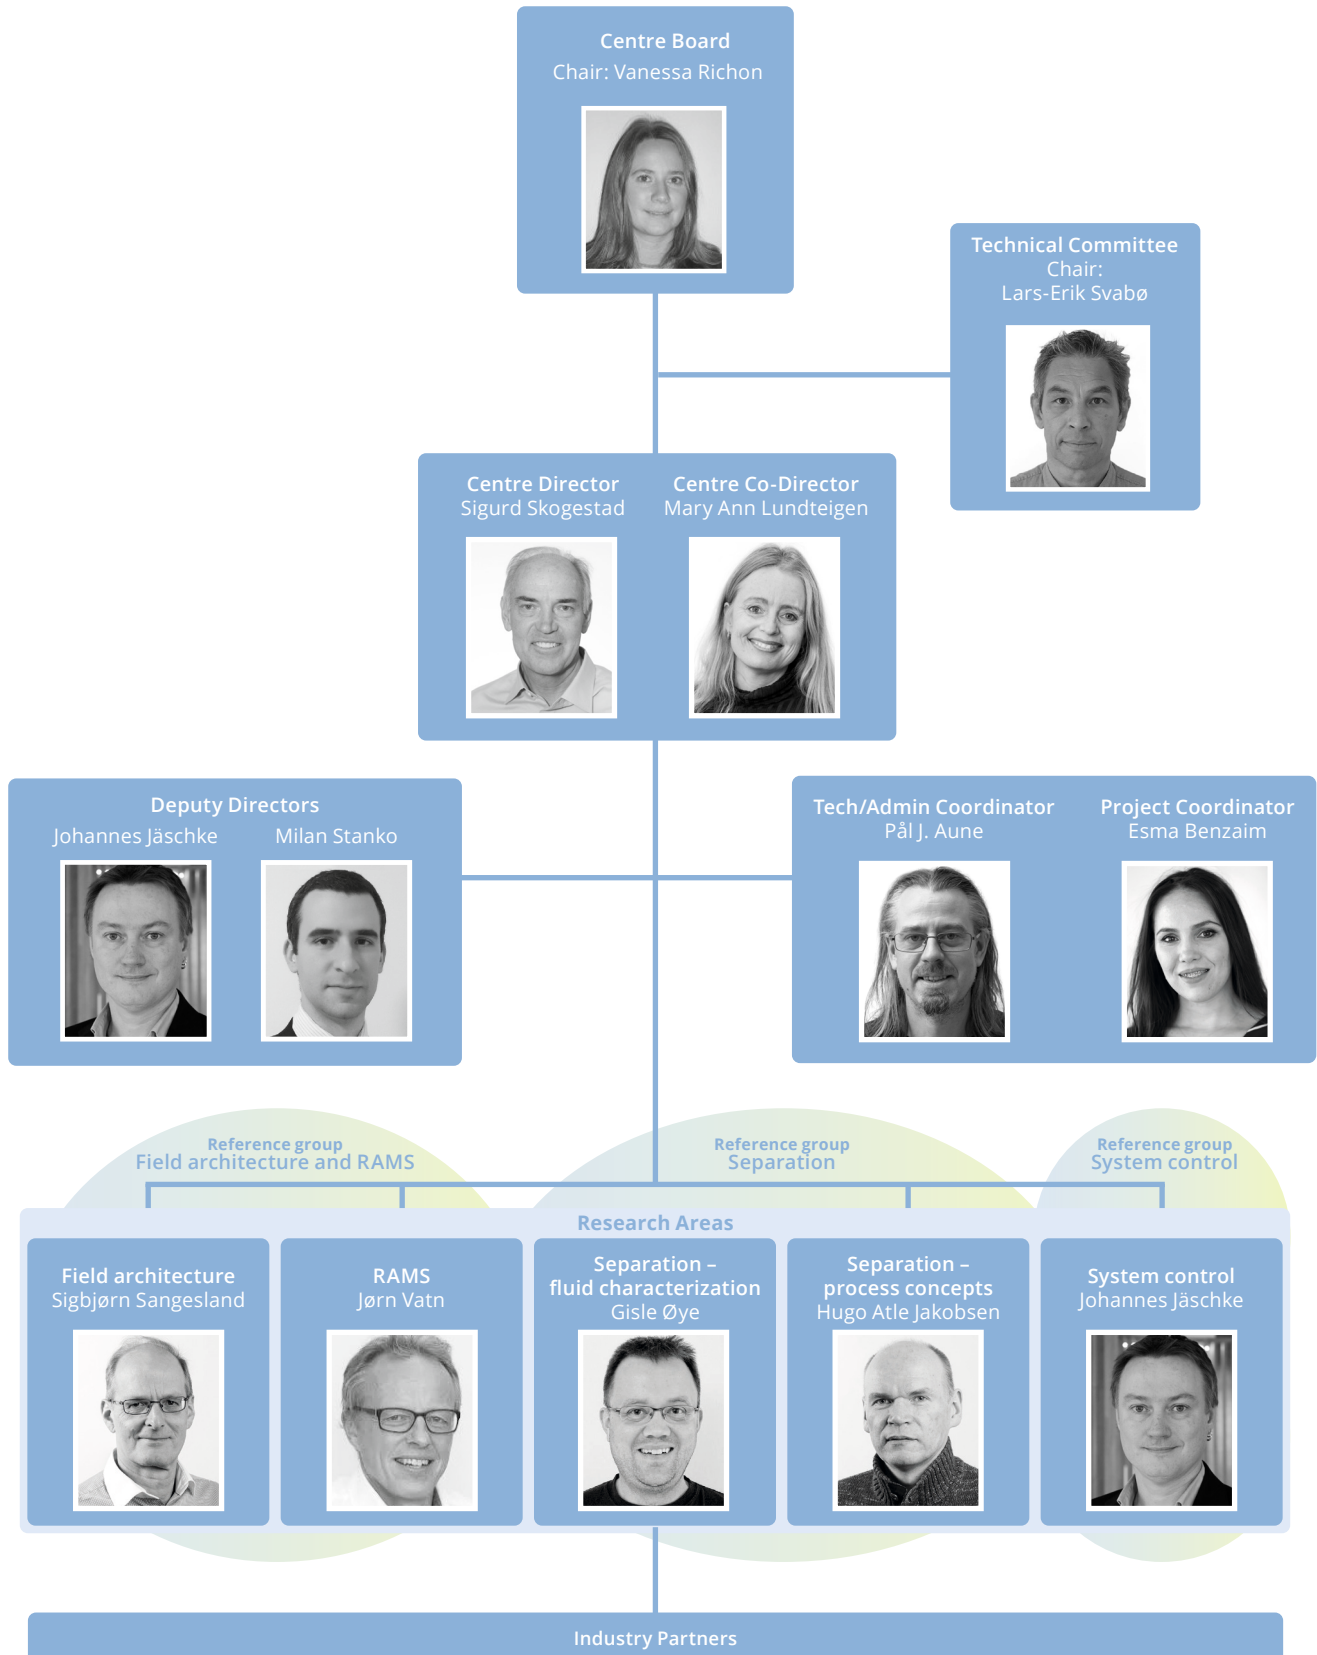 Centre Board
Chair: Vanessa Richon
Technical Committee
Chair:
Lars-Erik Svabø
Centre Director
Sigurd Skogestad
Centre Co-Director
Mary Ann Lundteigen
Deputy Directors
Johannes Jäschke
Milan Stanko
Tech/Admin Coordinator
Pål J. Aune
Project Coordinator
Esma Benzaim
Reference group
Field architecture and RAMS
Reference group
Separation
Reference group
System control
Research Areas
Field architecture
Sigbjørn Sangesland
RAMS
Jørn Vatn
Separation –
fluid characterization
Gisle Øye
Separation –
process concepts
Hugo Atle Jakobsen
System control
Johannes Jäschke
Industry Partners